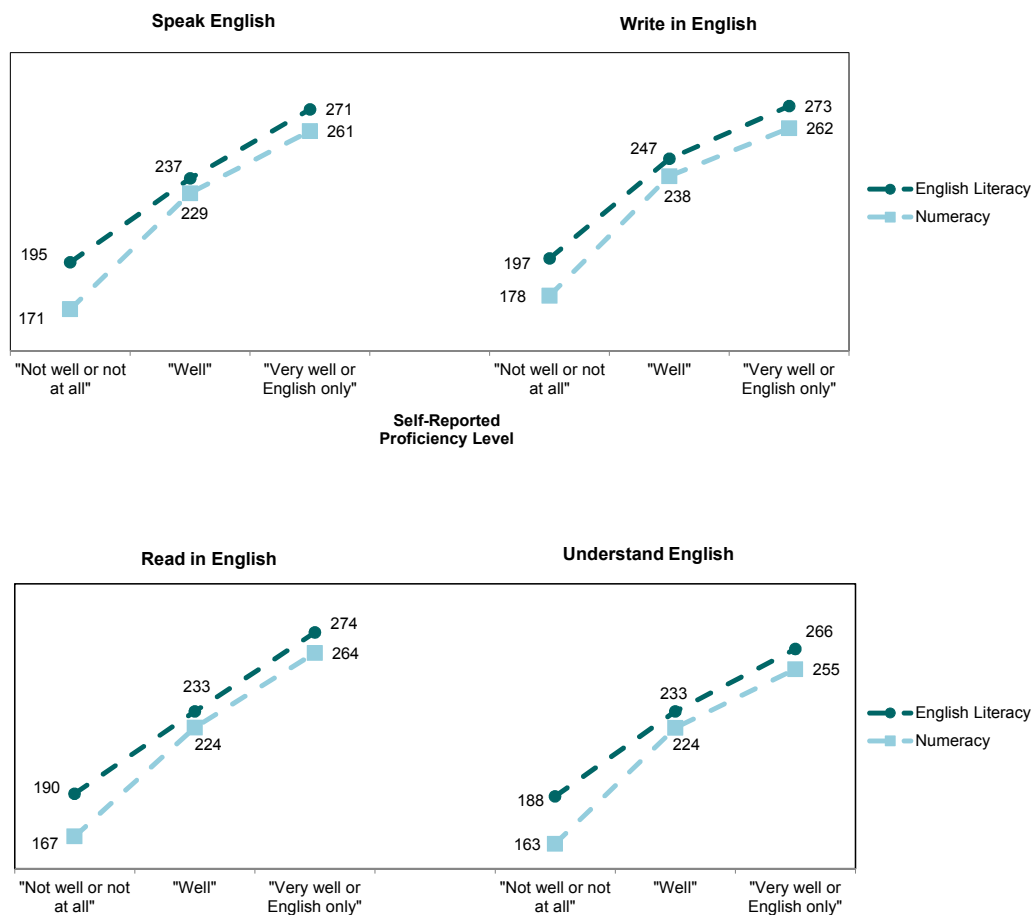 Speak English
Write in English
271
261
237
229
195
171
273
262
247
238
197
178
English Literacy
Numeracy
"Not well or not at all"
"Well"
"Very well or English only"
"Not well or not at all"
"Well"
"Very well or English only"
Self-Reported
Proficiency Level
Read in English
Understand English
274
264
233
224
190
167
266
255
233
224
188
163
English Literacy
Numeracy
"Not well or not
at all"
"Well"
"Very well or
English only"
"Not well or not
at all"
"Well"
"Very well or
English only"